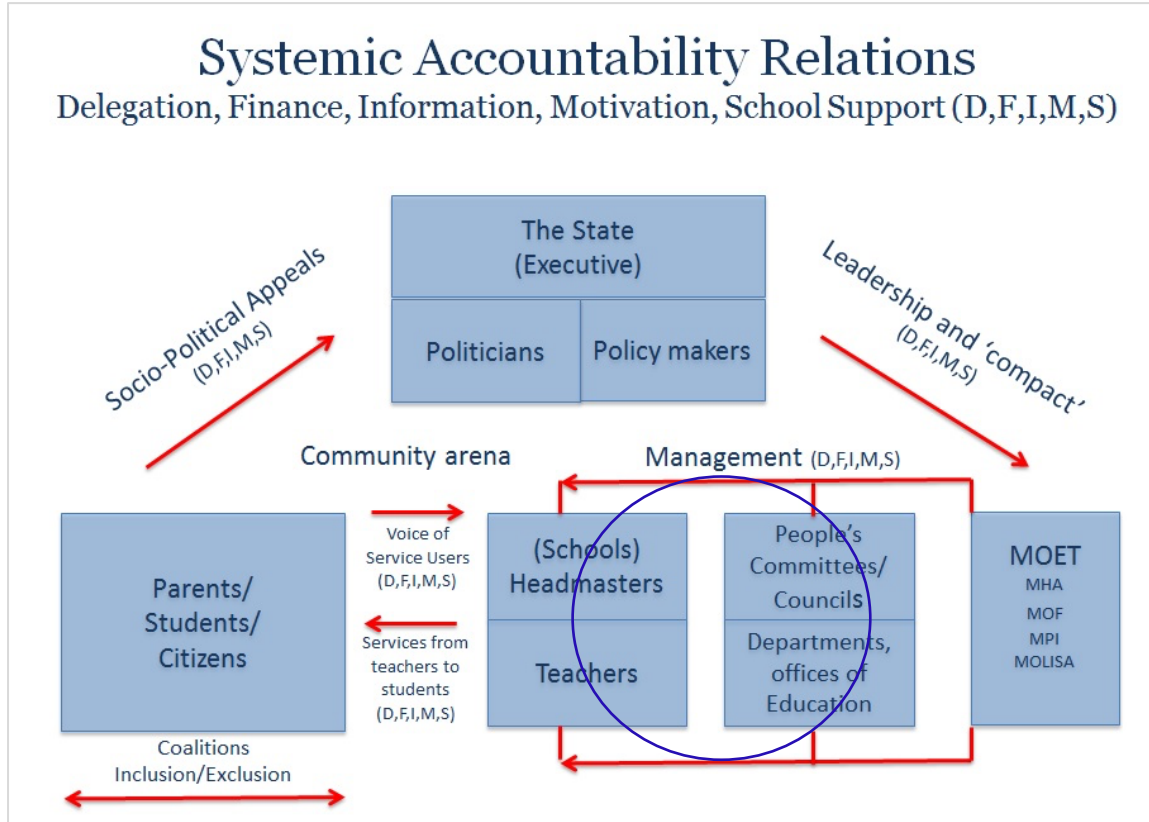 Systemic Accountability Relations
Delegation, Finance, Information, Motivation, School Support (D,F,I,M,S)
The State
(Executive)
Politicians
Policy makers
Socio-Political Appeals
(D,F,I,M,S)
Leadership and ‘compact’
(D,F,I,M,S)
Community arena
Management (D,F,I,M,S)
Parents/
Students/
Citizens
Voice of
Service Users
(D,F,I,M,S)
Services from
teachers to
students
(D,F,I,M,S)
(Schools)
Headmasters
Teachers
People’s
Committees/
Councils
Departments,
offices of
Education
MOET
MHA
MOF
MPI
MOLISA
Coalitions
Inclusion/Exclusion